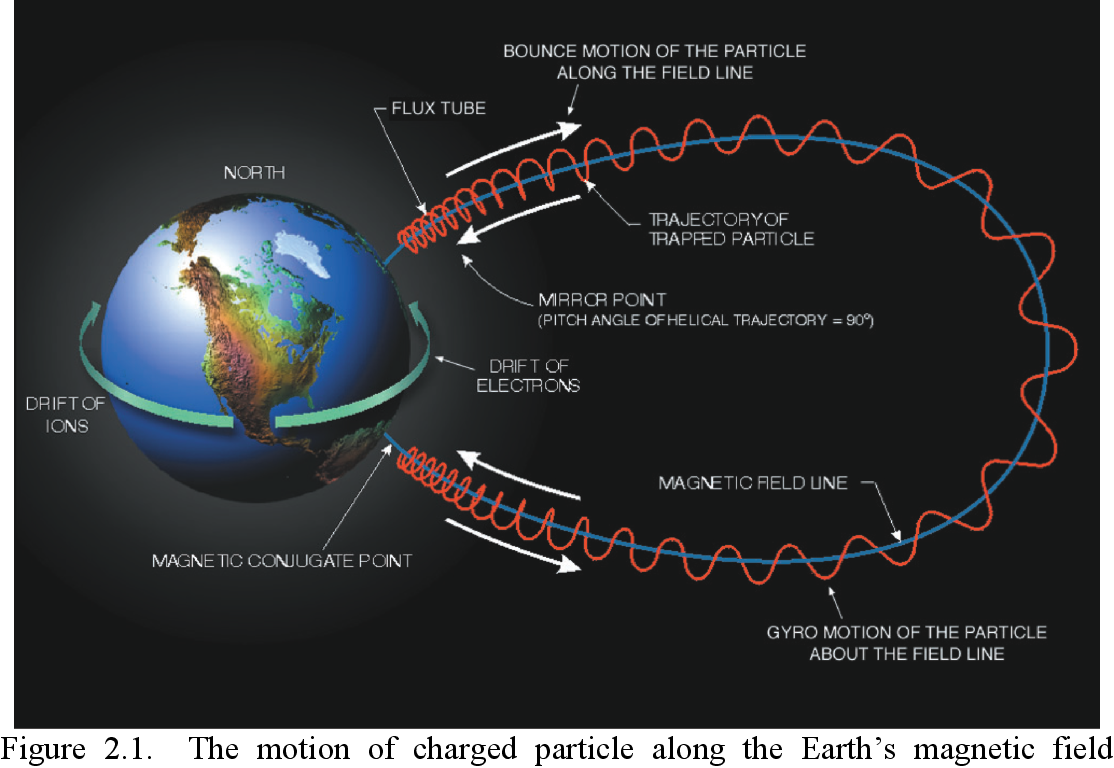 BOUNCE MOTION OF THE PARTICLE
ALONG THE FIELD LINE
FLUX TUBE
NORTH
TRAJECTORY OF
TRAPPED PARTICLE
MIRROR POINT
(PITCH ANGLE OF HELICAL TRAJECTORY = 90°)
DRIFT OF
ELECTRONS
DRIFT OF
IONS
MAGNETIC FIELD LINE
MAGNETIC CONJUGATE POINT
GYRO MOTION OF THE PARTICLE
ABOUT THE FIELD LINE
Figure 2.1. The motion of charged particle along the Earth's magnetic field